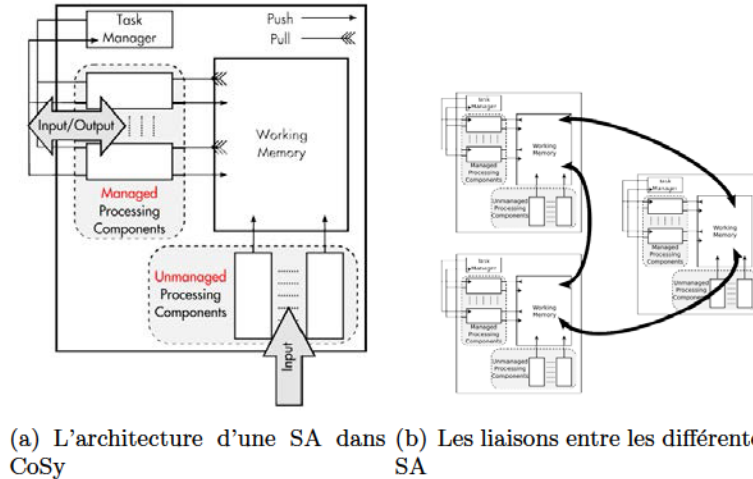 Task
Manager
Push
Pull
Input/Output
Working
Memory
Managed
Processing
Components
Unmanaged
Processing
Components
Input
Task
Manager
Working
Memory
Managed
Processing
Components
Unmanaged
Processing
Components
Task
Manager
Working
Memory
Managed
Processing
Components
Unmanaged
Processing
Components
Task
Manager
Working
Memory
Managed
Processing
Components
Unmanaged
Processing
Components
(a) L'architecture d'une SA dans
CoSy
(b) Les liaisons entre les différente
SA